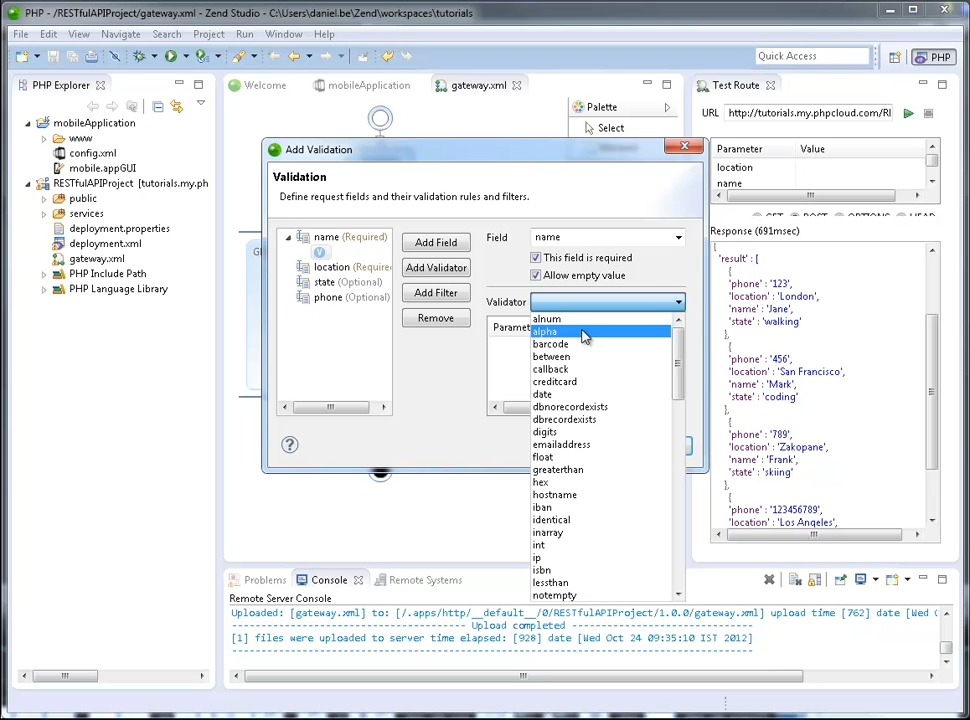 PHP - /RESTfulAPIProject/gateway.xml - Zend Studio - C:\Users\daniel.be\Zend\workspaces\tutorials
File Edit View Navigate Search Project Run Window Help
Quick Access
PHP
PHP Explorer
Welcome
mobileApplication
gateway.xml
Test Route
Palette
Select
URL http://tutorials.my.phpcloud.com/RI
mobileApplication
www
config.xml
mobile.appGUI
RESTfulAPIProject [tutorials.my.ph
public
services
deployment.properties
deployment.xml
gateway.xml
PHP Include Path
PHP Language Library
Add Validation
Validation
Define request fields and their validation rules and filters.
name (Required)
V
location (Require
state (Optional)
phone (Optional)
Add Field
Add Validator
Add Filter
Remove
Field name
This field is required
Allow empty value
Validator
Paramet
alnum
alpha
barcode
between
callback
creditcard
date
dbnorecordexists
dbrecordexists
digits
emailaddress
float
greaterthan
hex
hostname
iban
identical
inarray
int
ip
isbn
lessthan
notempty
Parameter Value
location
name
GET POST OPTIONS HEAD
Response (691msec)
{
'result' : [
{
'phone' : '123',
'location' : 'London',
'name' : 'Jane',
'state' : 'walking'
},
{
'phone' : '456',
'location' : 'San Francisco',
'name' : 'Mark',
'state' : 'coding'
},
{
'phone' : '789',
'location' : 'Zakopane',
'name' : 'Frank',
'state' : 'skiing'
},
{
'phone' : '123456789',
'location' : 'Los Angeles',
Problems
Console
Remote Systems
Remote Server Console
Uploaded: [gateway.xml] to: [/.apps/http/__default__/0/RESTfulAPIProject/1.0.0/gateway.xml] upload time [762] date [Wed (
------------------ Upload completed ------------------
[1] files were uploaded to server time elapsed: [928] date [Wed Oct 24 09:35:10 IST 2012]